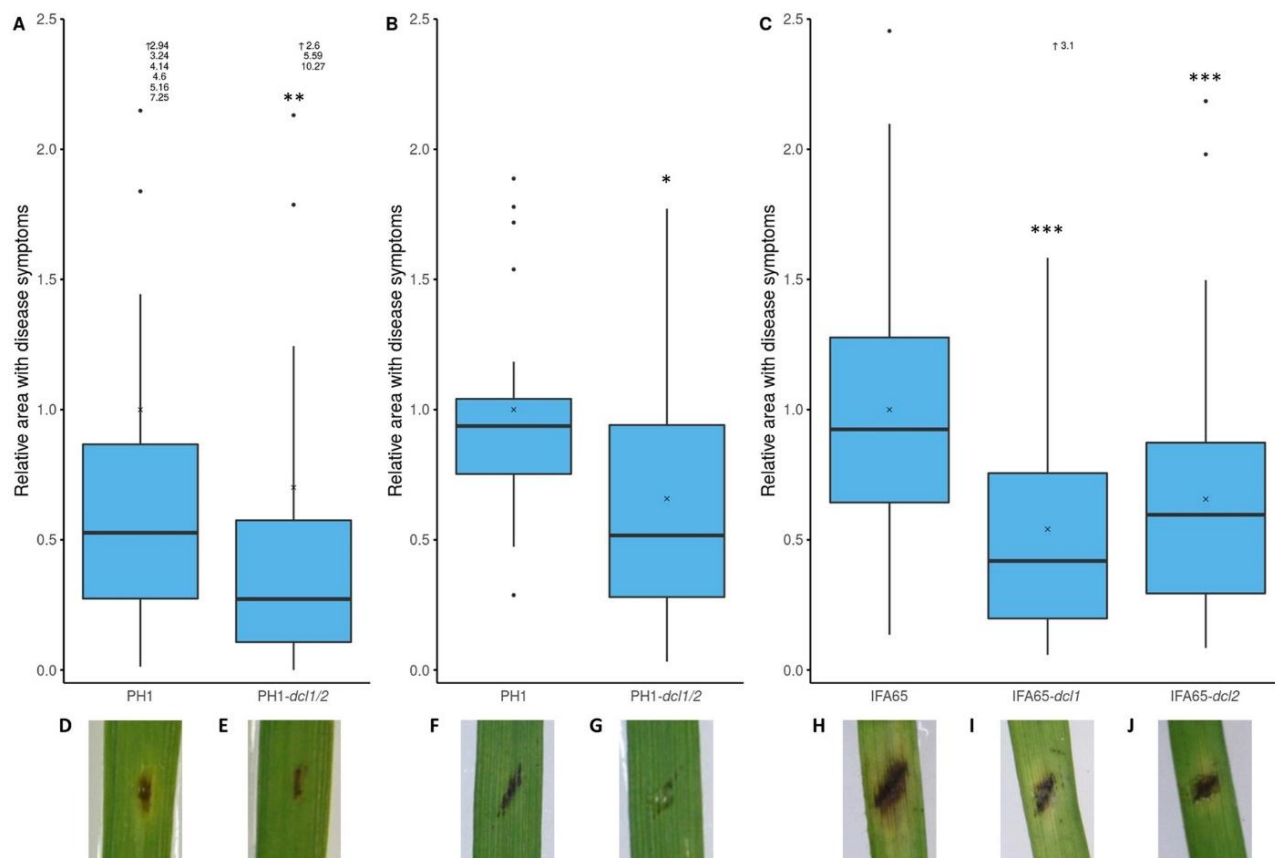 A
Relative area with disease symptoms
2.5
2.0
1.5
1.0
0.5
0.0
↑2.94
3.24
4.14
4.6
5.16
7.25
↑ 2.6
5.59
10.27
**
PH1
PH1-dcl1/2
B
Relative area with disease symptoms
2.5
2.0
1.5
1.0
0.5
0.0
*
PH1
PH1-dcl1/2
C
Relative area with disease symptoms
2.5
2.0
1.5
1.0
0.5
0.0
↑ 3.1
***
***
IFA65
IFA65-dcl1
IFA65-dcl2
D
E
F
G
H
I
J